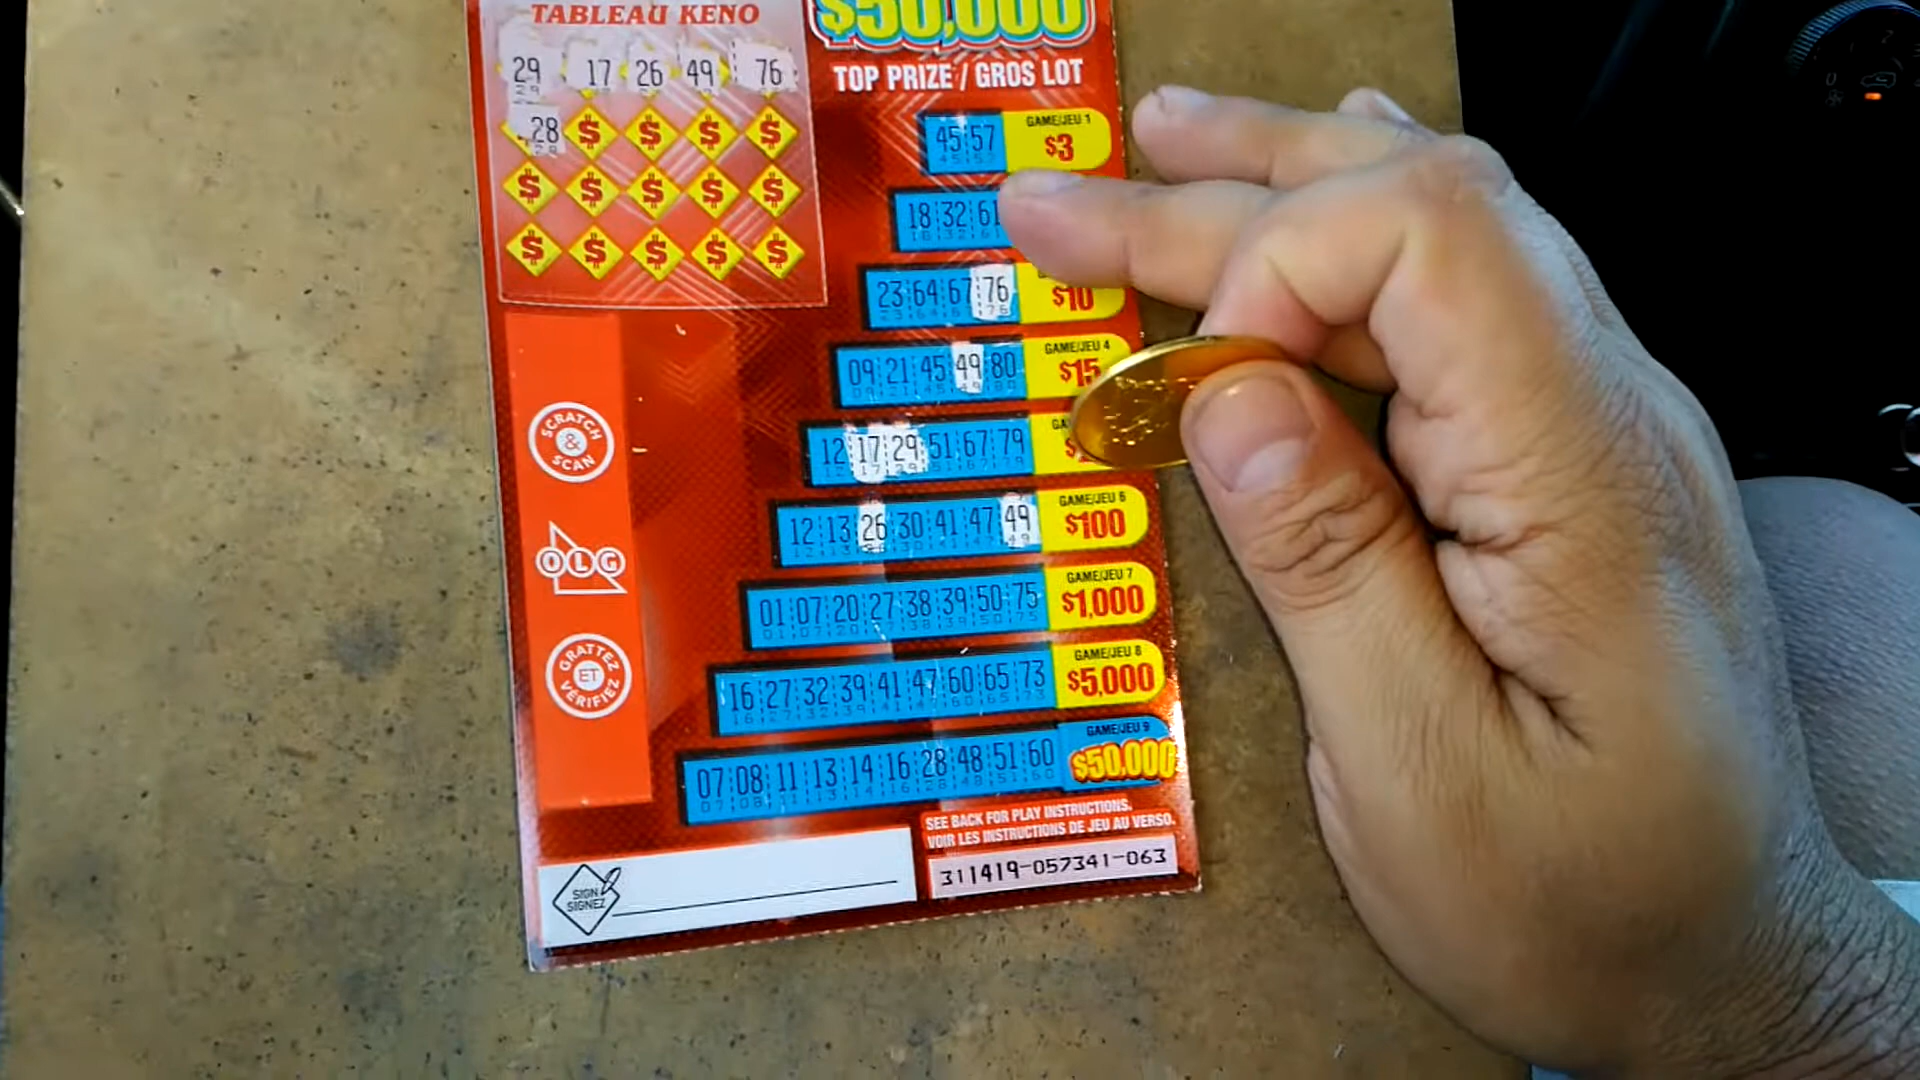 TABLEAU KENO
$50,000
TOP PRIZE / GROS LOT
29 17 26 49 76
28 $ $ $ $
$ $ $ $ $
$ $ $ $ $
45 57 GAME/JEU 1 $3
18 32 61
23 64 67 76 $10
09 21 45 49 80 GAME/JEU 4 $15
12 17 29 51 67 79
12 13 26 30 41 47 49 GAME/JEU 6 $100
01 07 20 27 38 39 50 75 GAME/JEU 7 $1,000
16 27 32 39 41 47 60 65 73 GAME/JEU 8 $5,000
07 08 11 13 14 16 28 48 51 60 GAME/JEU 9 $50,000
SCRATCH & SCAN
OLG
GRATTEZ ET VÉRIFIEZ
SEE BACK FOR PLAY INSTRUCTIONS.
VOIR LES INSTRUCTIONS DE JEU AU VERSO.
311419-057341-063
SIGN
SIGNEZ